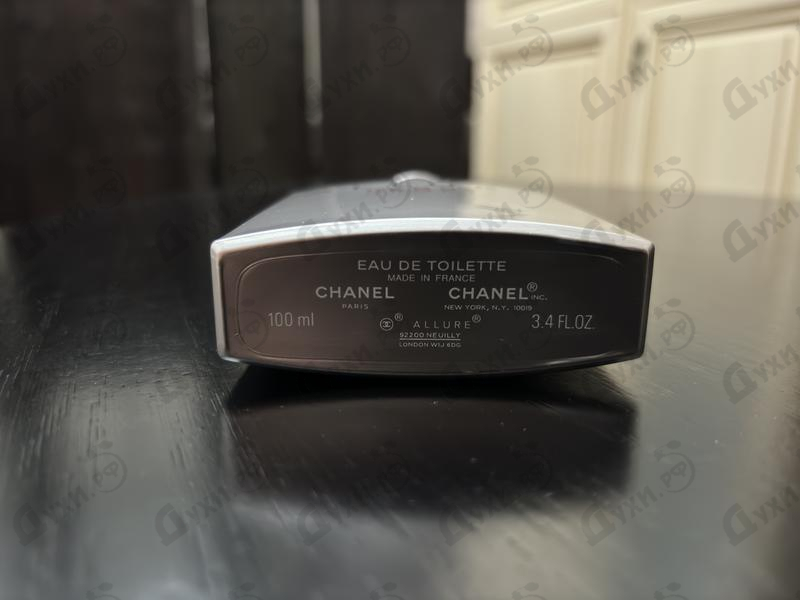 EAU DE TOILETTE
MADE IN FRANCE
CHANEL CHANEL® INC.
PARIS NEW YORK, N.Y. 10019
100 ml ® ALLURE® 3.4 FL.OZ.
92200 NEUILLY
LONDON W1J 6DG
Духи.РФ